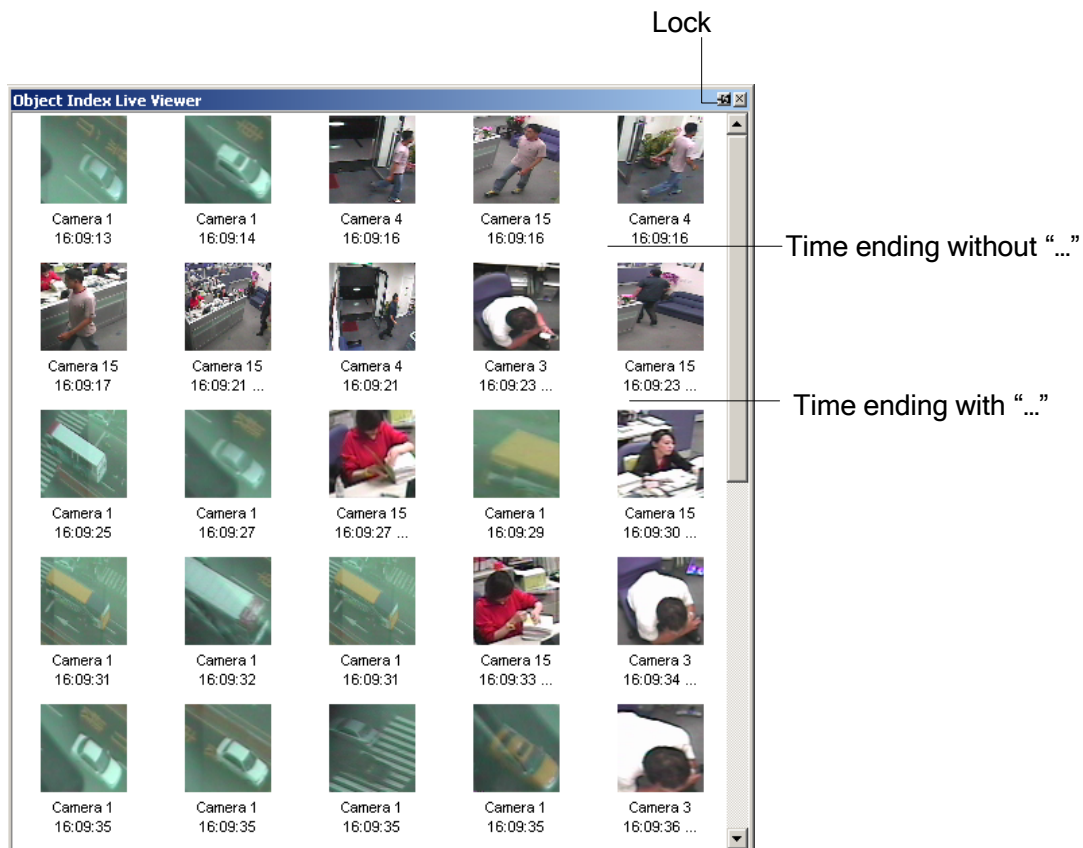 Lock
Object Index Live Viewer
Camera 1 Camera 1 Camera 4 Camera 15 Camera 4
16:09:13 16:09:14 16:09:16 16:09:16 16:09:16
Time ending without “…”
Camera 15 Camera 15 Camera 4 Camera 3 Camera 15
16:09:17 16:09:21 ... 16:09:21 16:09:23 ... 16:09:23 ...
Time ending with “…”
Camera 1 Camera 1 Camera 15 Camera 1 Camera 15
16:09:25 16:09:27 16:09:27 ... 16:09:29 16:09:30 ...
Camera 1 Camera 1 Camera 1 Camera 15 Camera 3
16:09:31 16:09:32 16:09:31 16:09:33 ... 16:09:34 ...
Camera 1 Camera 1 Camera 1 Camera 1 Camera 3
16:09:35 16:09:35 16:09:35 16:09:35 16:09:36 ...